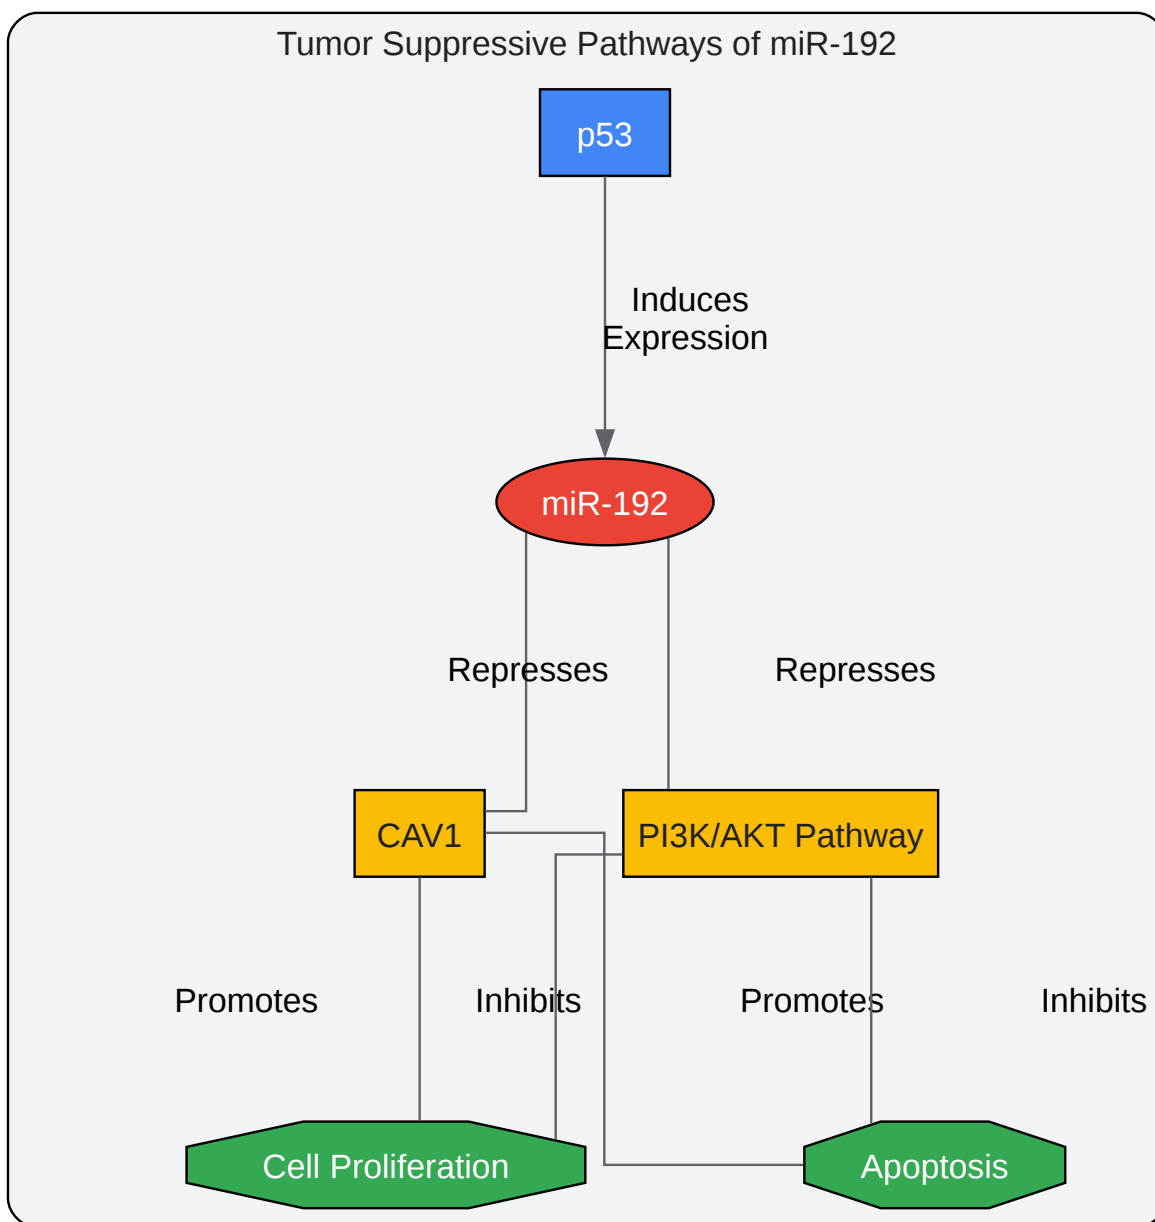 Tumor Suppressive Pathways of miR-192
p53
Induces
Expression
miR-192
Represses
Represses
CAV1
PI3K/AKT Pathway
Promotes
Inhibits
Promotes
Inhibits
Cell Proliferation
Apoptosis